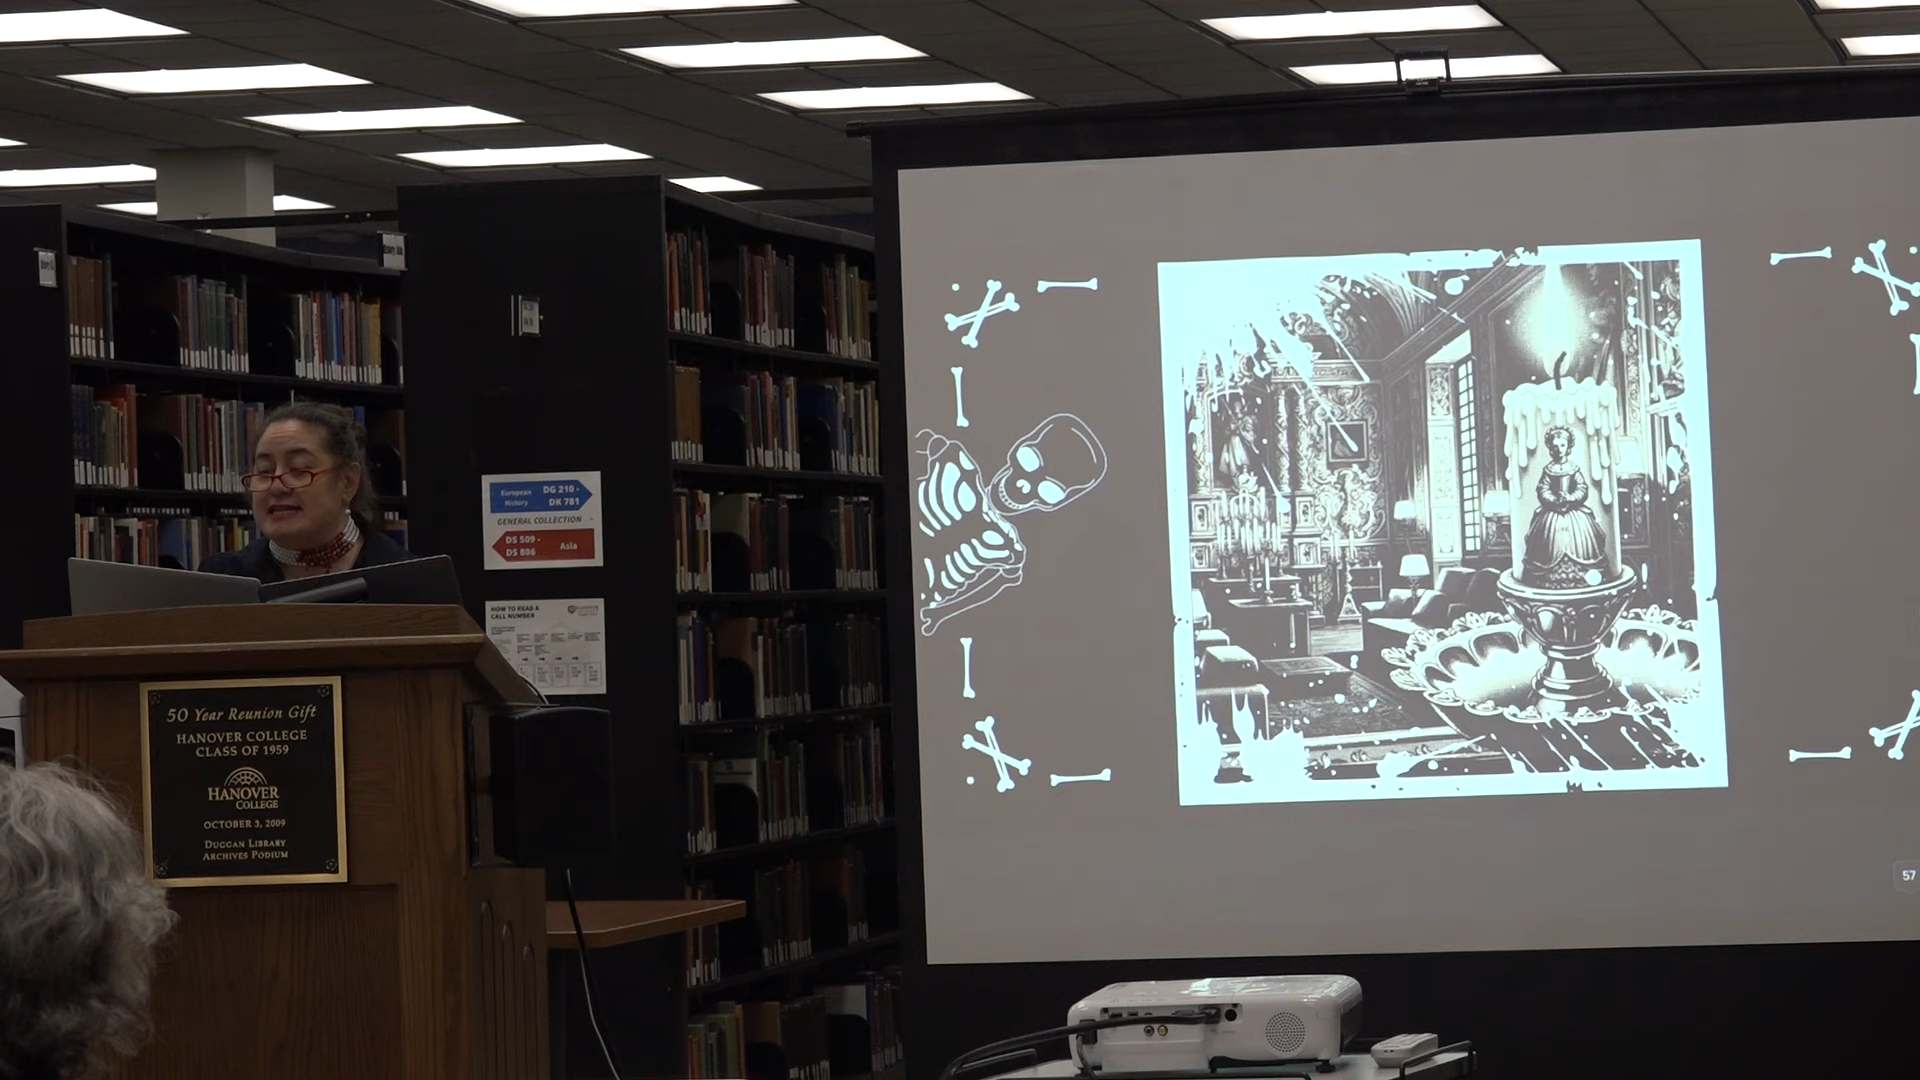 European
History
DG 210 -
DK 781
GENERAL COLLECTION
DS 509 -
DS 886
Asia
HOW TO READ A
CALL NUMBER
50 Year Reunion Gift
HANOVER COLLEGE
CLASS OF 1959
HANOVER
COLLEGE
OCTOBER 3, 2009
DUGGAN LIBRARY
ARCHIVES PODIUM
57